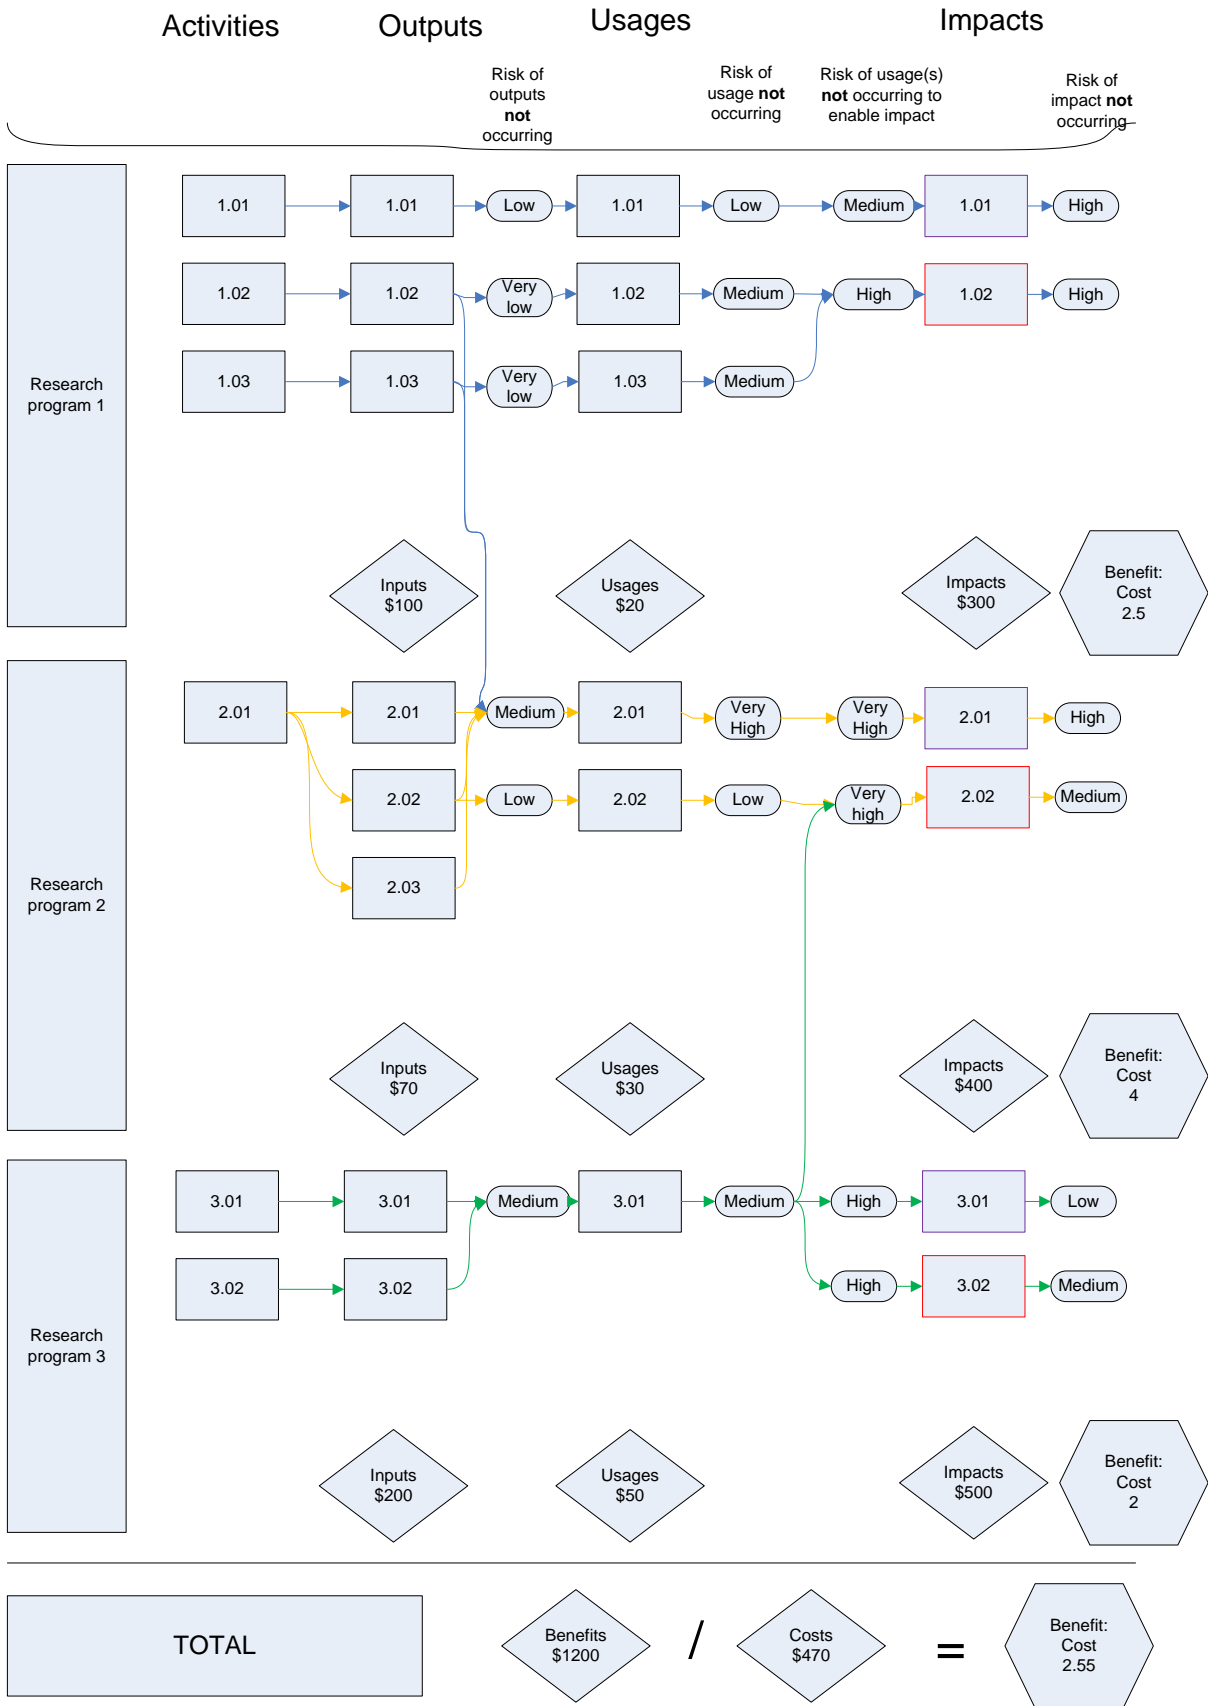 Activities
Outputs
Usages
Impacts
Risk of
outputs
not
occurring
Risk of
usage not
occurring
Risk of usage(s)
not occurring to
enable impact
Risk of
impact not
occurring
Research
program 1
1.01
1.01
Low
1.01
Low
Medium
1.01
High
1.02
1.02
Very
low
1.02
Medium
High
1.02
High
1.03
1.03
Very
low
1.03
Medium
Inputs
$100
Usages
$20
Impacts
$300
Benefit:
Cost
2.5
Research
program 2
2.01
2.01
Medium
2.01
Very
High
Very
High
2.01
High
2.02
Low
2.02
Low
Very
high
2.02
Medium
2.03
Inputs
$70
Usages
$30
Impacts
$400
Benefit:
Cost
4
Research
program 3
3.01
3.01
Medium
3.01
Medium
High
3.01
Low
3.02
3.02
High
3.02
Medium
Inputs
$200
Usages
$50
Impacts
$500
Benefit:
Cost
2
TOTAL
Benefits
$1200
/
Costs
$470
=
Benefit:
Cost
2.55